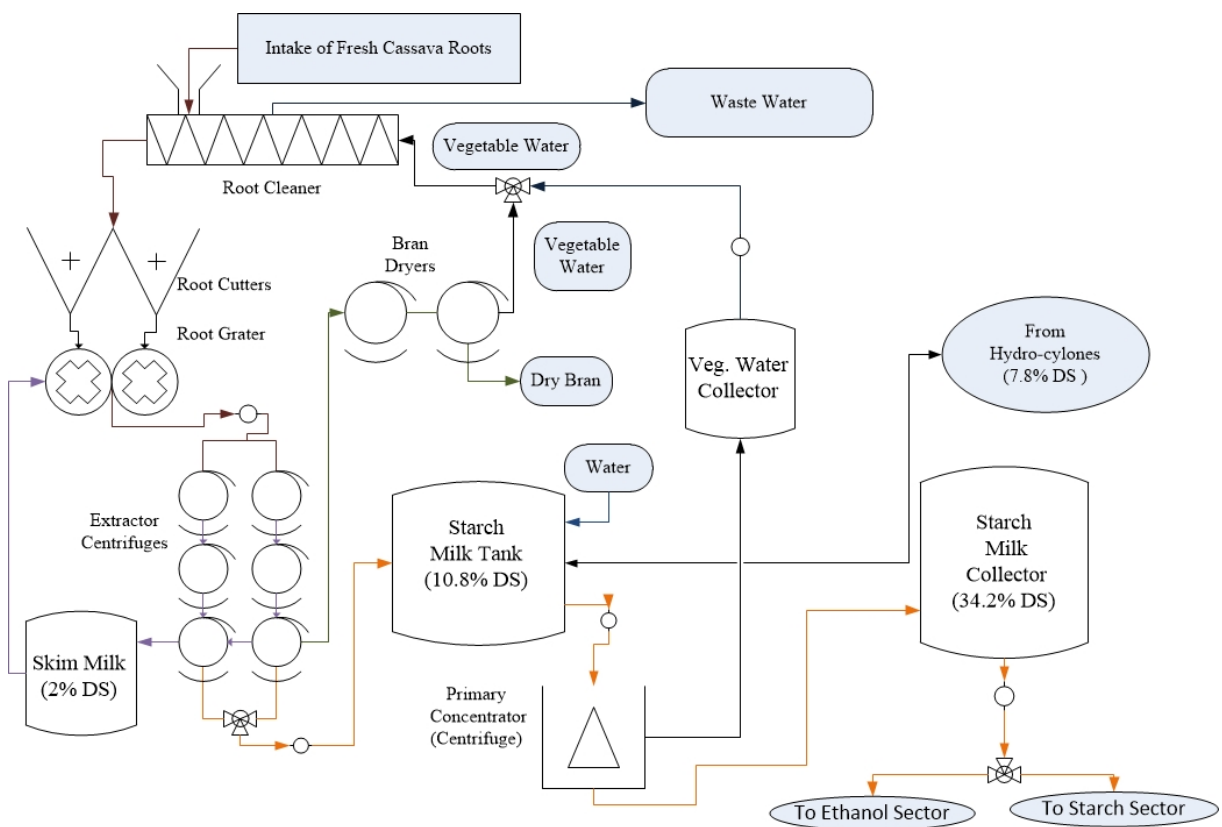 Intake of Fresh Cassava Roots
Waste Water
Vegetable Water
Root Cleaner
Bran
Dryers
Vegetable
Water
Root Cutters
Root Grater
From
Hydro-cylones
(7.8% DS )
Veg. Water
Collector
Dry Bran
Water
Extractor
Centrifuges
Starch
Milk Tank
(10.8% DS)
Starch
Milk
Collector
(34.2% DS)
Skim Milk
(2% DS)
Primary
Concentrator
(Centrifuge)
To Ethanol Sector
To Starch Sector